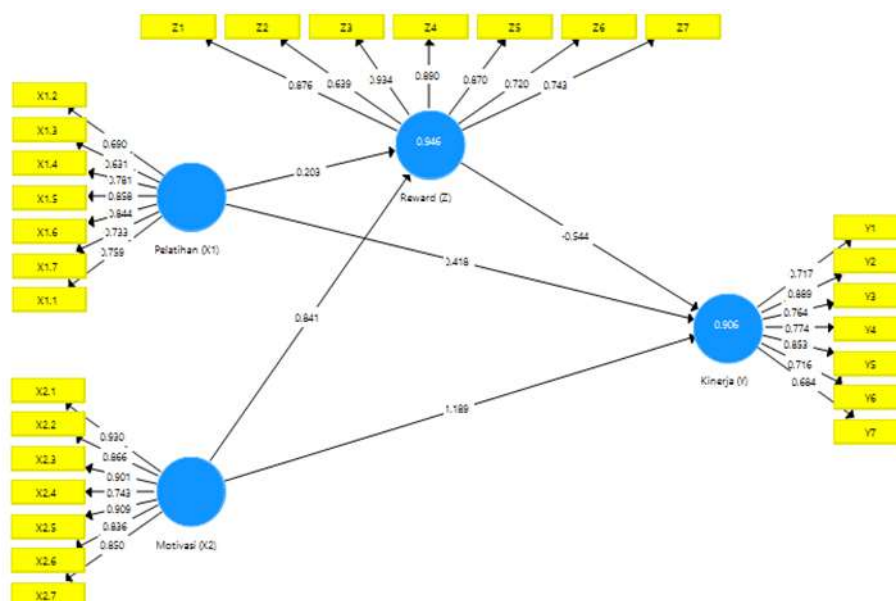 Z1 Z2 Z3 Z4 Z5 Z6 Z7
0.876 0.639 0.934 0.890 0.870 0.720 0.743
0.946
Reward (Z)
X1.2
X1.3
X1.4
X1.5
X1.6
X1.7
X1.1
0.690
0.631
0.781
0.858
0.844
0.733
0.759
Pelatihan (X1)
0.203
0.418
-0.544
0.841
1.189
0.906
Kinerja (Y)
0.717
0.889
0.764
0.774
0.853
0.716
0.684
Y1
Y2
Y3
Y4
Y5
Y6
Y7
X2.1
X2.2
X2.3
X2.4
X2.5
X2.6
X2.7
0.930
0.866
0.901
0.743
0.909
0.836
0.850
Motivasi (X2)